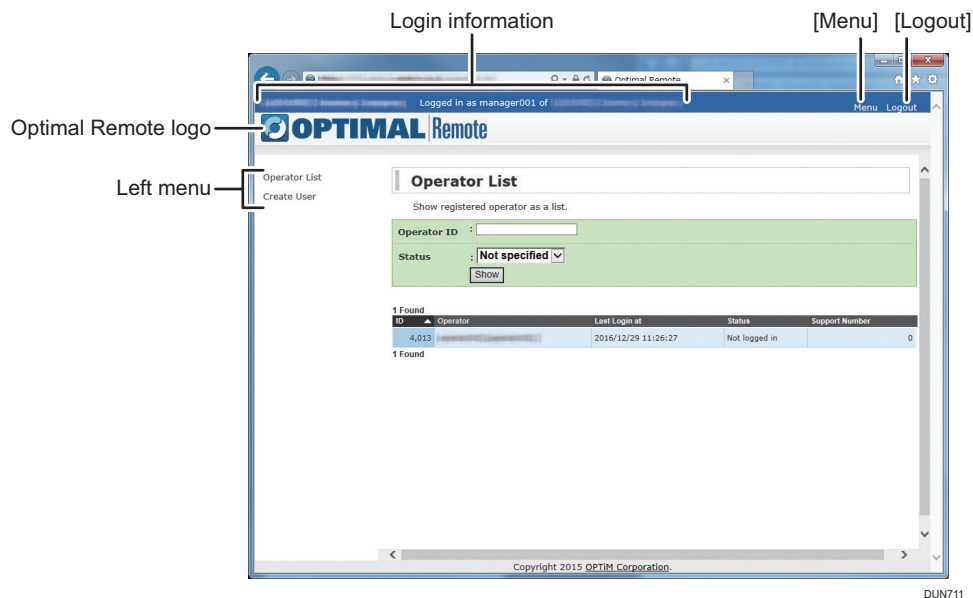 Login information
[Menu] [Logout]
Optimal Remote
Logged in as manager001 of
Menu Logout
Optimal Remote logo
OPTIMAL Remote
Left menu
Operator List
Create User
Operator List
Show registered operator as a list.
Operator ID :
Status : Not specified
Show
1 Found
ID Operator Last Login at Status Support Number
4,013 2016/12/29 11:26:27 Not logged in 0
1 Found
Copyright 2015 OPTiM Corporation.
DUN711